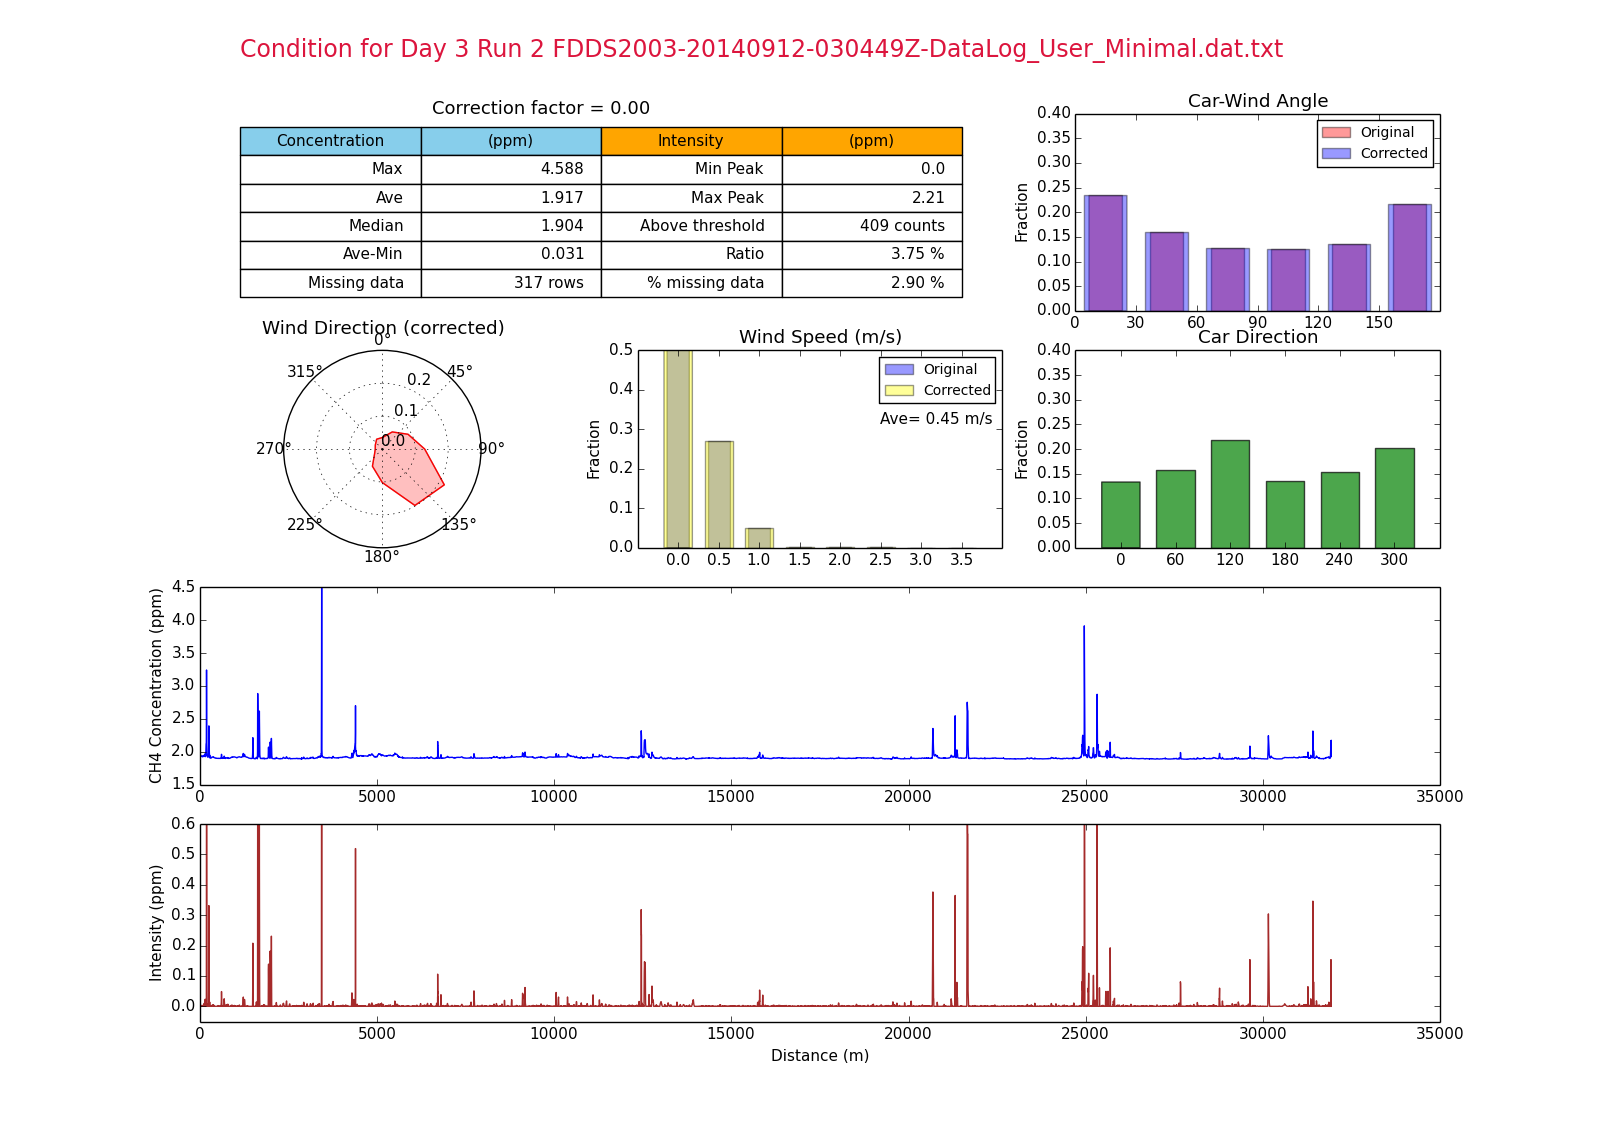 Condition for Day 3 Run 2 FDDS2003-20140912-030449Z-DataLog_User_Minimal.dat.txt
Correction factor = 0.00
Concentration (ppm) Intensity (ppm)
Max 4.588 Min Peak 0.0
Ave 1.917 Max Peak 2.21
Median 1.904 Above threshold 409 counts
Ave-Min 0.031 Ratio 3.75 %
Missing data 317 rows % missing data 2.90 %
Car-Wind Angle
Original
Corrected
Fraction
0.40
0.35
0.30
0.25
0.20
0.15
0.10
0.05
0.00
0 30 60 90 120 150
Wind Direction (corrected)
0°
315° 45°
0.2
0.1
0.0
270° 90°
225° 135°
180°
Wind Speed (m/s)
Original
Corrected
Ave= 0.45 m/s
Fraction
0.5
0.4
0.3
0.2
0.1
0.0
0.0 0.5 1.0 1.5 2.0 2.5 3.0 3.5
Car Direction
Fraction
0.40
0.35
0.30
0.25
0.20
0.15
0.10
0.05
0.00
0 60 120 180 240 300
CH4 Concentration (ppm)
4.5
4.0
3.5
3.0
2.5
2.0
1.5
0 5000 10000 15000 20000 25000 30000 35000
Intensity (ppm)
0.6
0.5
0.4
0.3
0.2
0.1
0.0
0 5000 10000 15000 20000 25000 30000 35000
Distance (m)